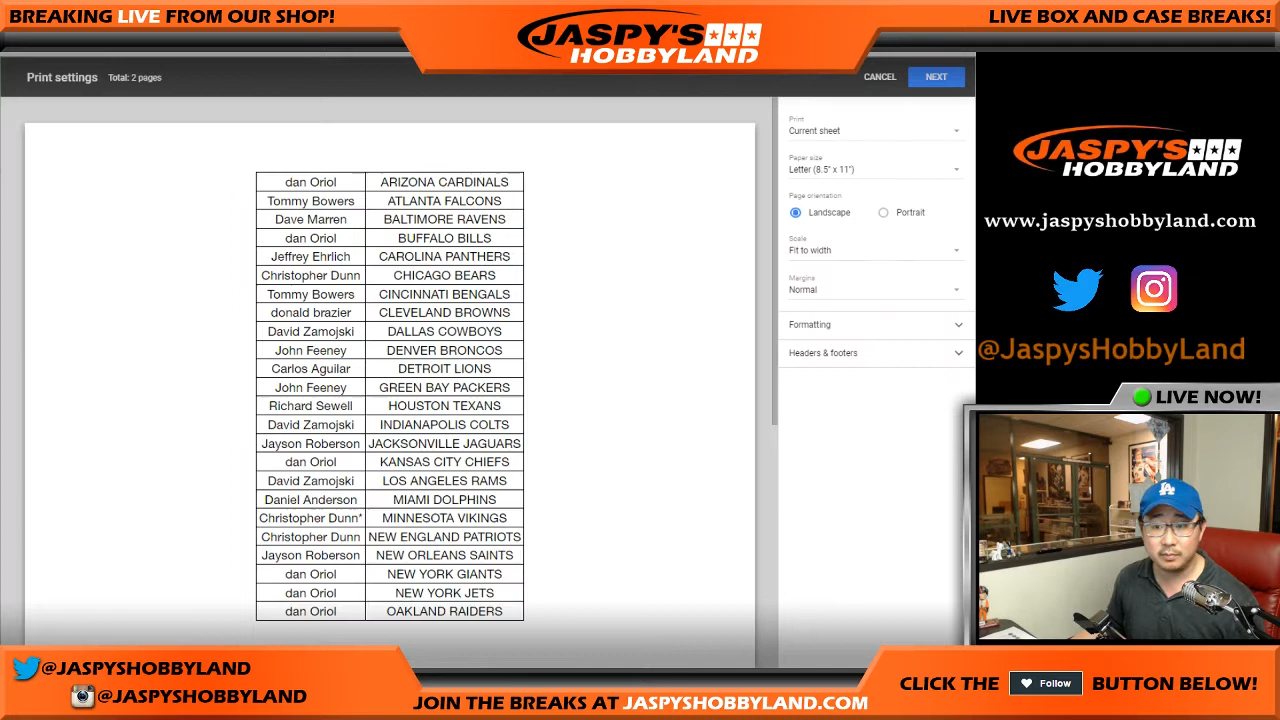 BREAKING LIVE FROM OUR SHOP!
JASPY'S
HOBBYLAND
LIVE BOX AND CASE BREAKS!
Print settings Total: 2 pages
CANCEL NEXT
dan Oriol ARIZONA CARDINALS
Tommy Bowers ATLANTA FALCONS
Dave Marren BALTIMORE RAVENS
dan Oriol BUFFALO BILLS
Jeffrey Ehrlich CAROLINA PANTHERS
Christopher Dunn CHICAGO BEARS
Tommy Bowers CINCINNATI BENGALS
donald brazier CLEVELAND BROWNS
David Zamojski DALLAS COWBOYS
John Feeney DENVER BRONCOS
Carlos Aguilar DETROIT LIONS
John Feeney GREEN BAY PACKERS
Richard Sewell HOUSTON TEXANS
David Zamojski INDIANAPOLIS COLTS
Jayson Roberson JACKSONVILLE JAGUARS
dan Oriol KANSAS CITY CHIEFS
David Zamojski LOS ANGELES RAMS
Daniel Anderson MIAMI DOLPHINS
Christopher Dunn* MINNESOTA VIKINGS
Christopher Dunn NEW ENGLAND PATRIOTS
Jayson Roberson NEW ORLEANS SAINTS
dan Oriol NEW YORK GIANTS
dan Oriol NEW YORK JETS
dan Oriol OAKLAND RAIDERS
Print
Current sheet
Paper size
Letter (8.5" x 11")
Page orientation
Landscape Portrait
Scale
Fit to width
Margins
Normal
Formatting
Headers & footers
JASPY'S
HOBBYLAND
www.jaspyshobbyland.com
@JaspysHobbyLand
LIVE NOW!
LA
@JASPYSHOBBYLAND
@JASPYSHOBBYLAND
JOIN THE BREAKS AT JASPYSHOBBYLAND.COM
CLICK THE Follow BUTTON BELOW!